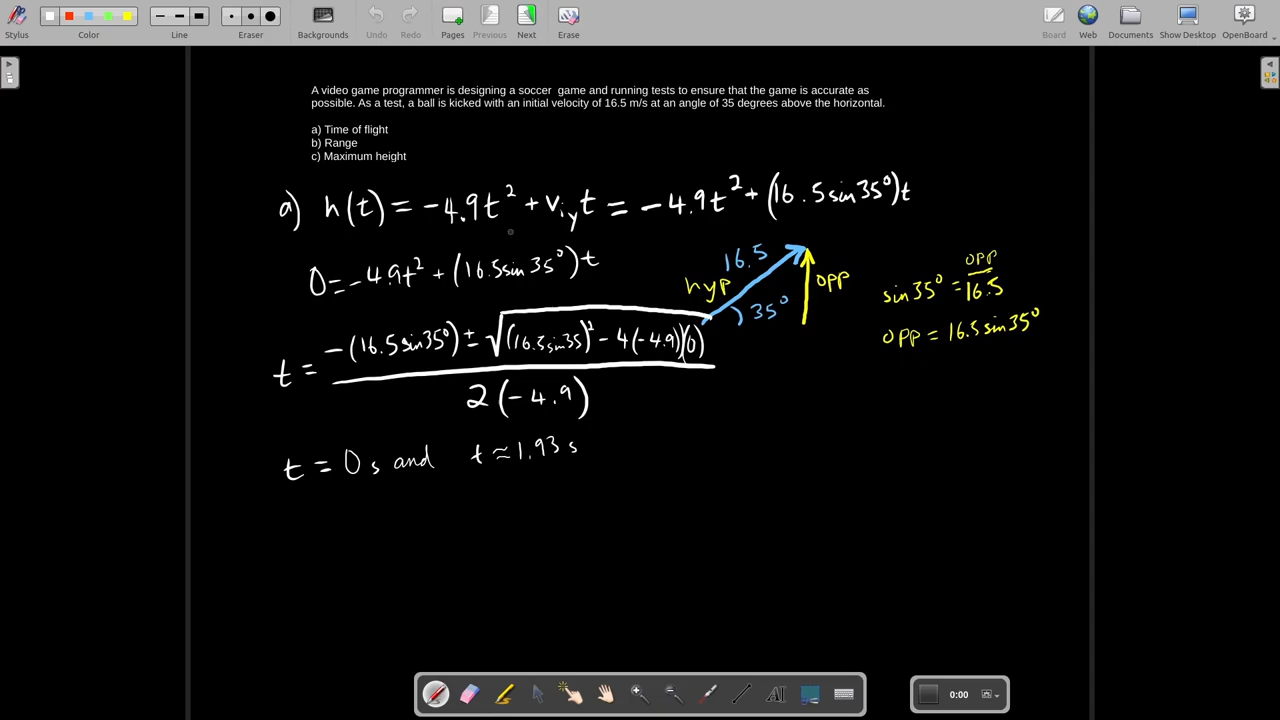 Stylus
Color
Line
Eraser
Backgrounds
Undo
Redo
Pages
Previous
Next
Erase
Board
Web
Documents
Show Desktop
OpenBoard
A video game programmer is designing a soccer game and running tests to ensure that the game is accurate as
possible. As a test, a ball is kicked with an initial velocity of 16.5 m/s at an angle of 35 degrees above the horizontal.
a) Time of flight
b) Range
c) Maximum height
a) h(t) = -4.9t² + v_{iy}t = -4.9t² + (16.5sin35°)t
0 = -4.9t² + (16.5sin35°)t
16.5
hyp
35°
opp
sin35° = opp/16.5
opp = 16.5sin35°
t = (-(16.5sin35°) ± √((16.5sin35)² - 4(-4.9)(0))) / 2(-4.9)
t = 0s and t ≈ 1.93 s
AI
0:00